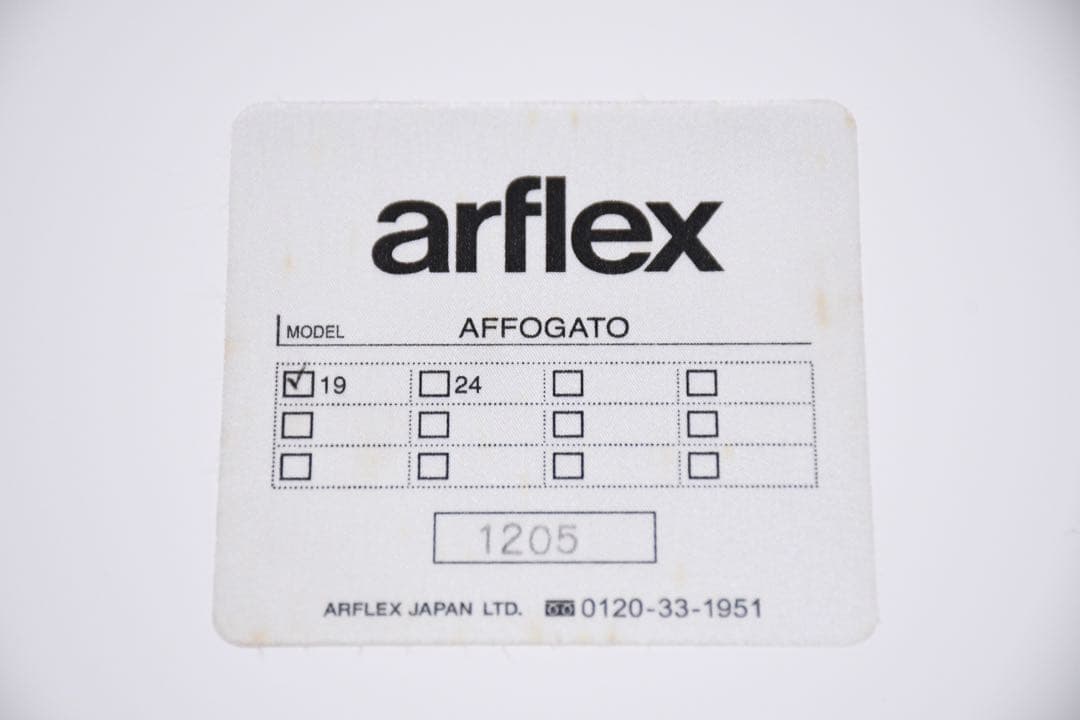 arflex
MODEL AFFOGATO
19 24
1205
ARFLEX JAPAN LTD. 0120-33-1951